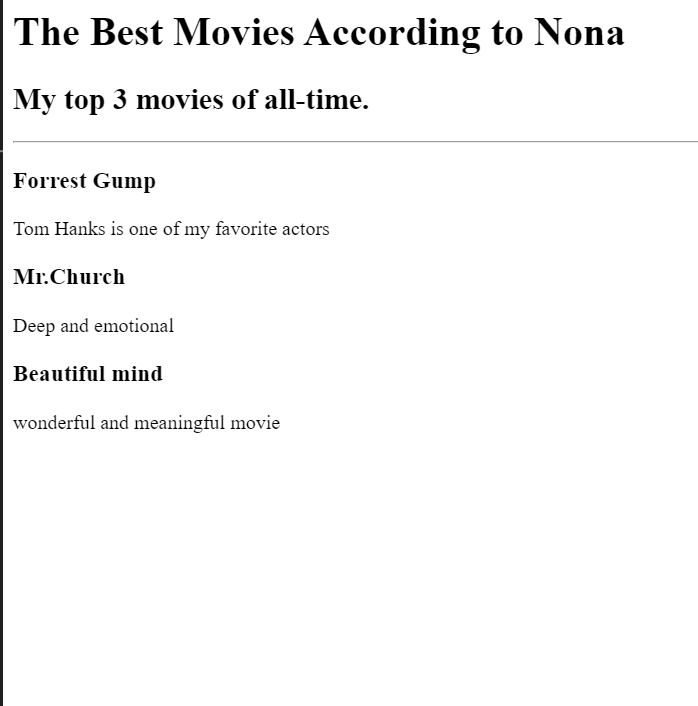 The Best Movies According to Nona
My top 3 movies of all-time.
Forrest Gump
Tom Hanks is one of my favorite actors
Mr.Church
Deep and emotional
Beautiful mind
wonderful and meaningful movie